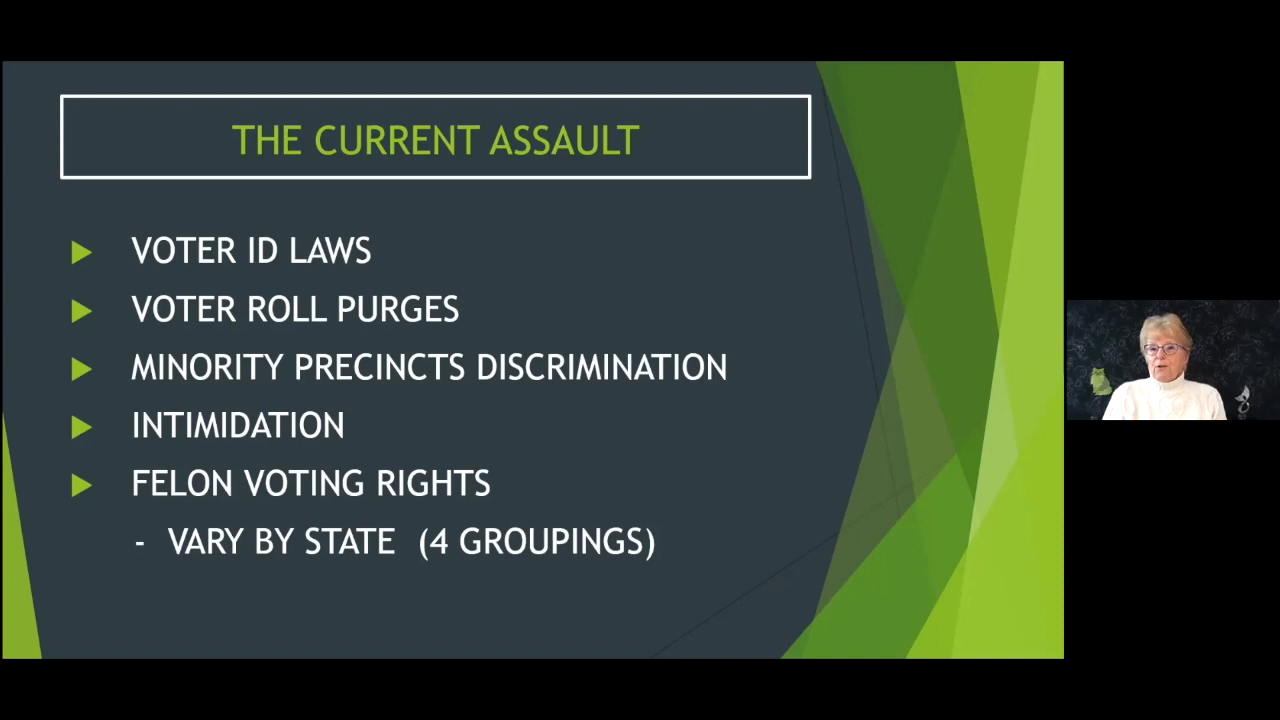 THE CURRENT ASSAULT
VOTER ID LAWS
VOTER ROLL PURGES
MINORITY PRECINCTS DISCRIMINATION
INTIMIDATION
FELON VOTING RIGHTS
- VARY BY STATE (4 GROUPINGS)